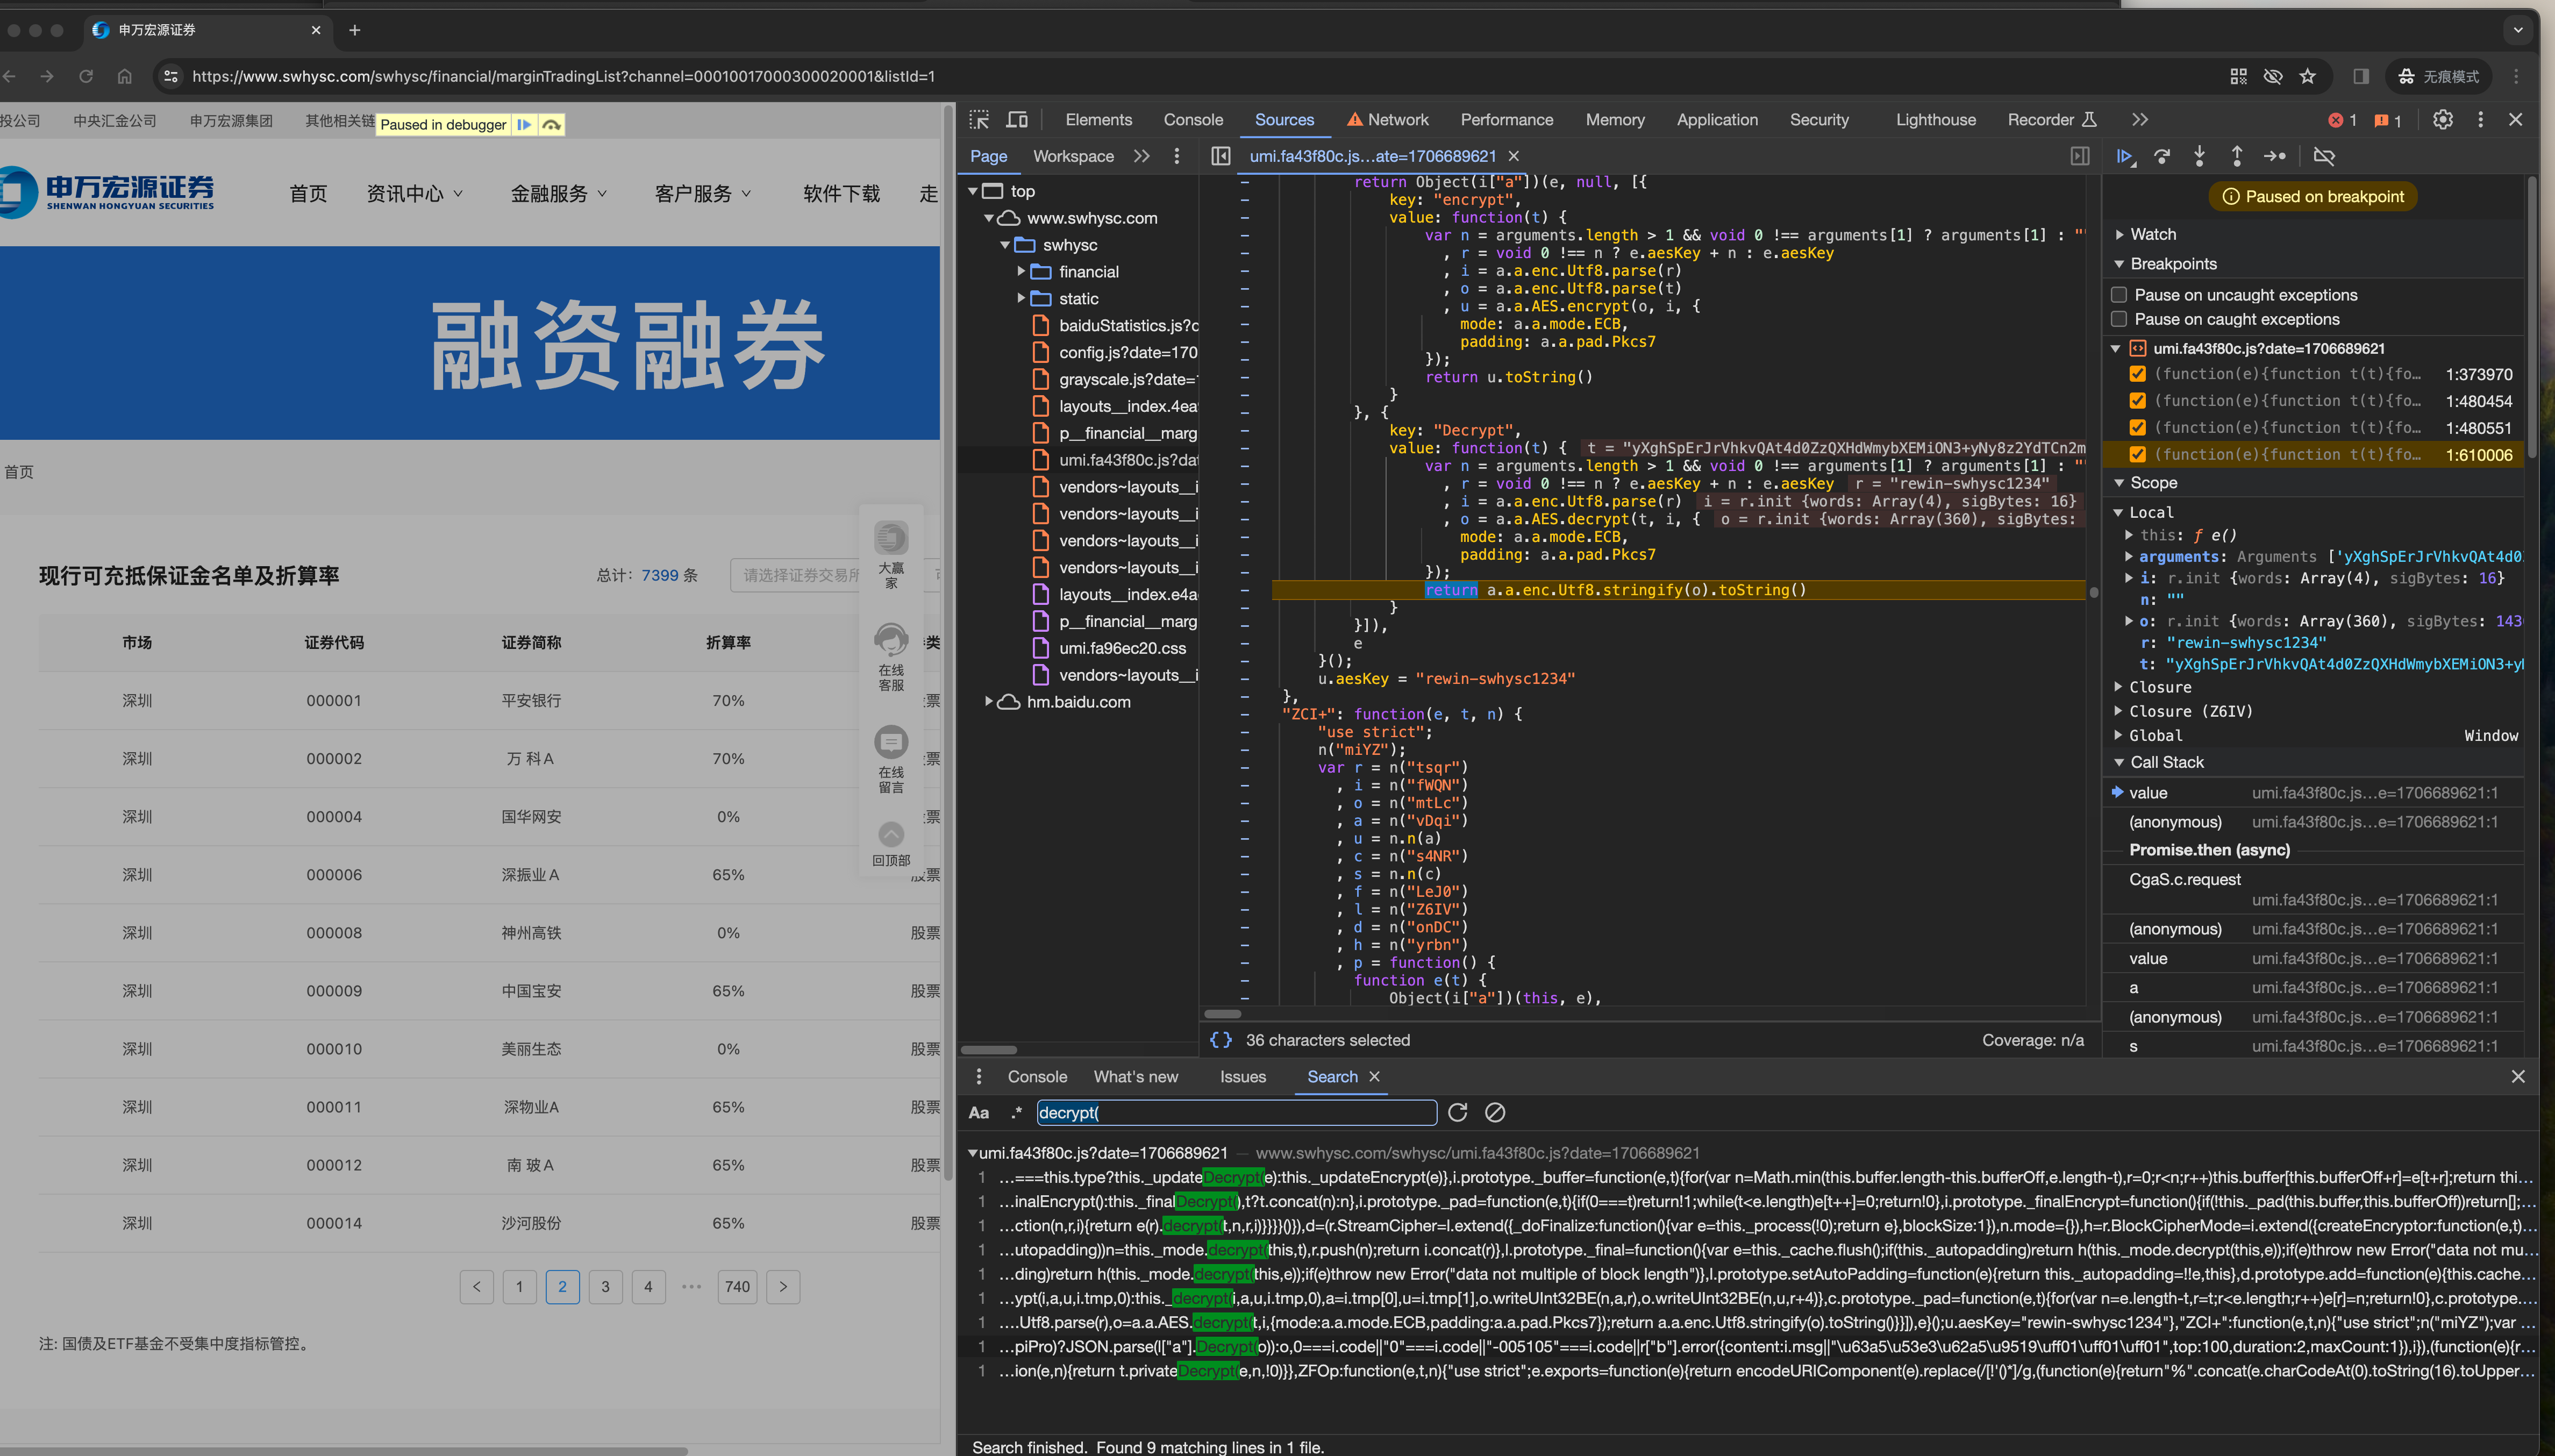 申万宏源证券
https://www.swhysc.com/swhysc/financial/marginTradingList?channel=00010017000300020001&listId=1
无痕模式
投公司 中央汇金公司 申万宏源集团 其他相关链
Paused in debugger
申万宏源证券
SHENWAN HONGYUAN SECURITIES
首页 资讯中心 金融服务 客户服务 软件下载 走
融资融券
首页
现行可充抵保证金名单及折算率 总计：7399 条 请选择证券交易所
市场 证券代码 证券简称 折算率 类
深圳 000001 平安银行 70% 票
深圳 000002 万 科Ａ 70% 票
深圳 000004 国华网安 0% 票
深圳 000006 深振业Ａ 65% 股票
深圳 000008 神州高铁 0% 股票
深圳 000009 中国宝安 65% 股票
深圳 000010 美丽生态 0% 股票
深圳 000011 深物业A 65% 股票
深圳 000012 南 玻Ａ 65% 股票
深圳 000014 沙河股份 65% 股票
大赢
家
在线
客服
在线
留言
回顶部
< 1 2 3 4 ••• 740 >
注: 国债及ETF基金不受集中度指标管控。
Elements Console Sources Network Performance Memory Application Security Lighthouse Recorder 1 1
Page Workspace
umi.fa43f80c.js…ate=1706689621
top
www.swhysc.com
swhysc
financial
static
baiduStatistics.js?c
config.js?date=170
grayscale.js?date=
layouts__index.4ea
p__financial__marg
umi.fa43f80c.js?dat
vendors~layouts__i
vendors~layouts__i
vendors~layouts__i
vendors~layouts__i
layouts__index.e4a
p__financial__marg
umi.fa96ec20.css
vendors~layouts__i
hm.baidu.com
return Object(i["a"])(e, null, [{
key: "encrypt",
value: function(t) {
var n = arguments.length > 1 && void 0 !== arguments[1] ? arguments[1] : "
, r = void 0 !== n ? e.aesKey + n : e.aesKey
, i = a.a.enc.Utf8.parse(r)
, o = a.a.enc.Utf8.parse(t)
, u = a.a.AES.encrypt(o, i, {
mode: a.a.mode.ECB,
padding: a.a.pad.Pkcs7
});
return u.toString()
}
}, {
key: "Decrypt",
value: function(t) { t = "yXghSpErJrVhkvQAt4d0ZzQXHdWmybXEMiON3+yNy8z2YdTCn2m
var n = arguments.length > 1 && void 0 !== arguments[1] ? arguments[1] : "
, r = void 0 !== n ? e.aesKey + n : e.aesKey r = "rewin-swhysc1234"
, i = a.a.enc.Utf8.parse(r) i = r.init {words: Array(4), sigBytes: 16}
, o = a.a.AES.decrypt(t, i, { o = r.init {words: Array(360), sigBytes:
mode: a.a.mode.ECB,
padding: a.a.pad.Pkcs7
});
return a.a.enc.Utf8.stringify(o).toString()
}
}]),
e
}();
u.aesKey = "rewin-swhysc1234"
},
"ZCI+": function(e, t, n) {
"use strict";
n("miYZ");
var r = n("tsqr")
, i = n("fWQN")
, o = n("mtLc")
, a = n("vDqi")
, u = n.n(a)
, c = n("s4NR")
, s = n.n(c)
, f = n("LeJ0")
, l = n("Z6IV")
, d = n("onDC")
, h = n("yrbn")
, p = function() {
function e(t) {
Object(i["a"])(this, e),
{} 36 characters selected Coverage: n/a
Paused on breakpoint
Watch
Breakpoints
Pause on uncaught exceptions
Pause on caught exceptions
umi.fa43f80c.js?date=1706689621
(function(e){function t(t){fo… 1:373970
(function(e){function t(t){fo… 1:480454
(function(e){function t(t){fo… 1:480551
(function(e){function t(t){fo… 1:610006
Scope
Local
this: ƒ e()
arguments: Arguments ['yXghSpErJrVhkvQAt4d0
i: r.init {words: Array(4), sigBytes: 16}
n: ""
o: r.init {words: Array(360), sigBytes: 143
r: "rewin-swhysc1234"
t: "yXghSpErJrVhkvQAt4d0ZzQXHdWmybXEMiON3+y
Closure
Closure (Z6IV)
Global Window
Call Stack
value umi.fa43f80c.js…e=1706689621:1
(anonymous) umi.fa43f80c.js…e=1706689621:1
Promise.then (async)
CgaS.c.request
umi.fa43f80c.js…e=1706689621:1
(anonymous) umi.fa43f80c.js…e=1706689621:1
value umi.fa43f80c.js…e=1706689621:1
a umi.fa43f80c.js…e=1706689621:1
(anonymous) umi.fa43f80c.js…e=1706689621:1
s umi.fa43f80c.js…e=1706689621:1
Console What's new Issues Search
Aa .* decrypt(
umi.fa43f80c.js?date=1706689621 — www.swhysc.com/swhysc/umi.fa43f80c.js?date=1706689621
1 …===this.type?this._updateDecrypt(e):this._updateEncrypt(e)},i.prototype._buffer=function(e,t){for(var n=Math.min(this.buffer.length-this.bufferOff,e.length-t),r=0;r<n;r++)this.buffer[this.bufferOff+r]=e[t+r];return thi…
1 …inalEncrypt():this._finalDecrypt(),t?t.concat(n):n},i.prototype._pad=function(e,t){if(0===t)return!1;while(t<e.length)e[t++]=0;return!0},i.prototype._finalEncrypt=function(){if(!this._pad(this.buffer,this.bufferOff))return[];…
1 …ction(n,r,i){return e(r).decrypt(t,n,r,i)}}}}()}),d=(r.StreamCipher=l.extend({_doFinalize:function(){var e=this._process(!0);return e},blockSize:1}),n.mode={}),h=r.BlockCipherMode=i.extend({createEncryptor:function(e,t)…
1 …utopadding))n=this._mode.decrypt(this,t),r.push(n);return i.concat(r)},l.prototype._final=function(){var e=this._cache.flush();if(this._autopadding)return h(this._mode.decrypt(this,e));if(e)throw new Error("data not mu…
1 …ding)return h(this._mode.decrypt(this,e));if(e)throw new Error("data not multiple of block length")},l.prototype.setAutoPadding=function(e){return this._autopadding=!!e,this},d.prototype.add=function(e){this.cache…
1 …ypt(i,a,u,i.tmp,0):this._decrypt(i,a,u,i.tmp,0),a=i.tmp[0],u=i.tmp[1],o.writeUInt32BE(n,a,r),o.writeUInt32BE(n,u,r+4)},c.prototype._pad=function(e,t){for(var n=e.length-t,r=t;r<e.length;r++)e[r]=n;return!0},c.prototype.…
1 ….Utf8.parse(r),o=a.a.AES.decrypt(t,i,{mode:a.a.mode.ECB,padding:a.a.pad.Pkcs7});return a.a.enc.Utf8.stringify(o).toString()}}]),e}();u.aesKey="rewin-swhysc1234"},"ZCI+":function(e,t,n){"use strict";n("miYZ");var …
1 …piPro)?JSON.parse(l["a"].Decrypt(o)):o,0===i.code||"0"===i.code||"-005105"===i.code||r["b"].error({content:i.msg||"\u63a5\u53e3\u62a5\u9519\uff01\uff01\uff01",top:100,duration:2,maxCount:1}),i}),(function(e){r…
1 …ion(e,n){return t.privateDecrypt(e,n,!0)}},ZFOp:function(e,t,n){"use strict";e.exports=function(e){return encodeURIComponent(e).replace(/[!'()*]/g,(function(e){return"%".concat(e.charCodeAt(0).toString(16).toUpper…
Search finished. Found 9 matching lines in 1 file.